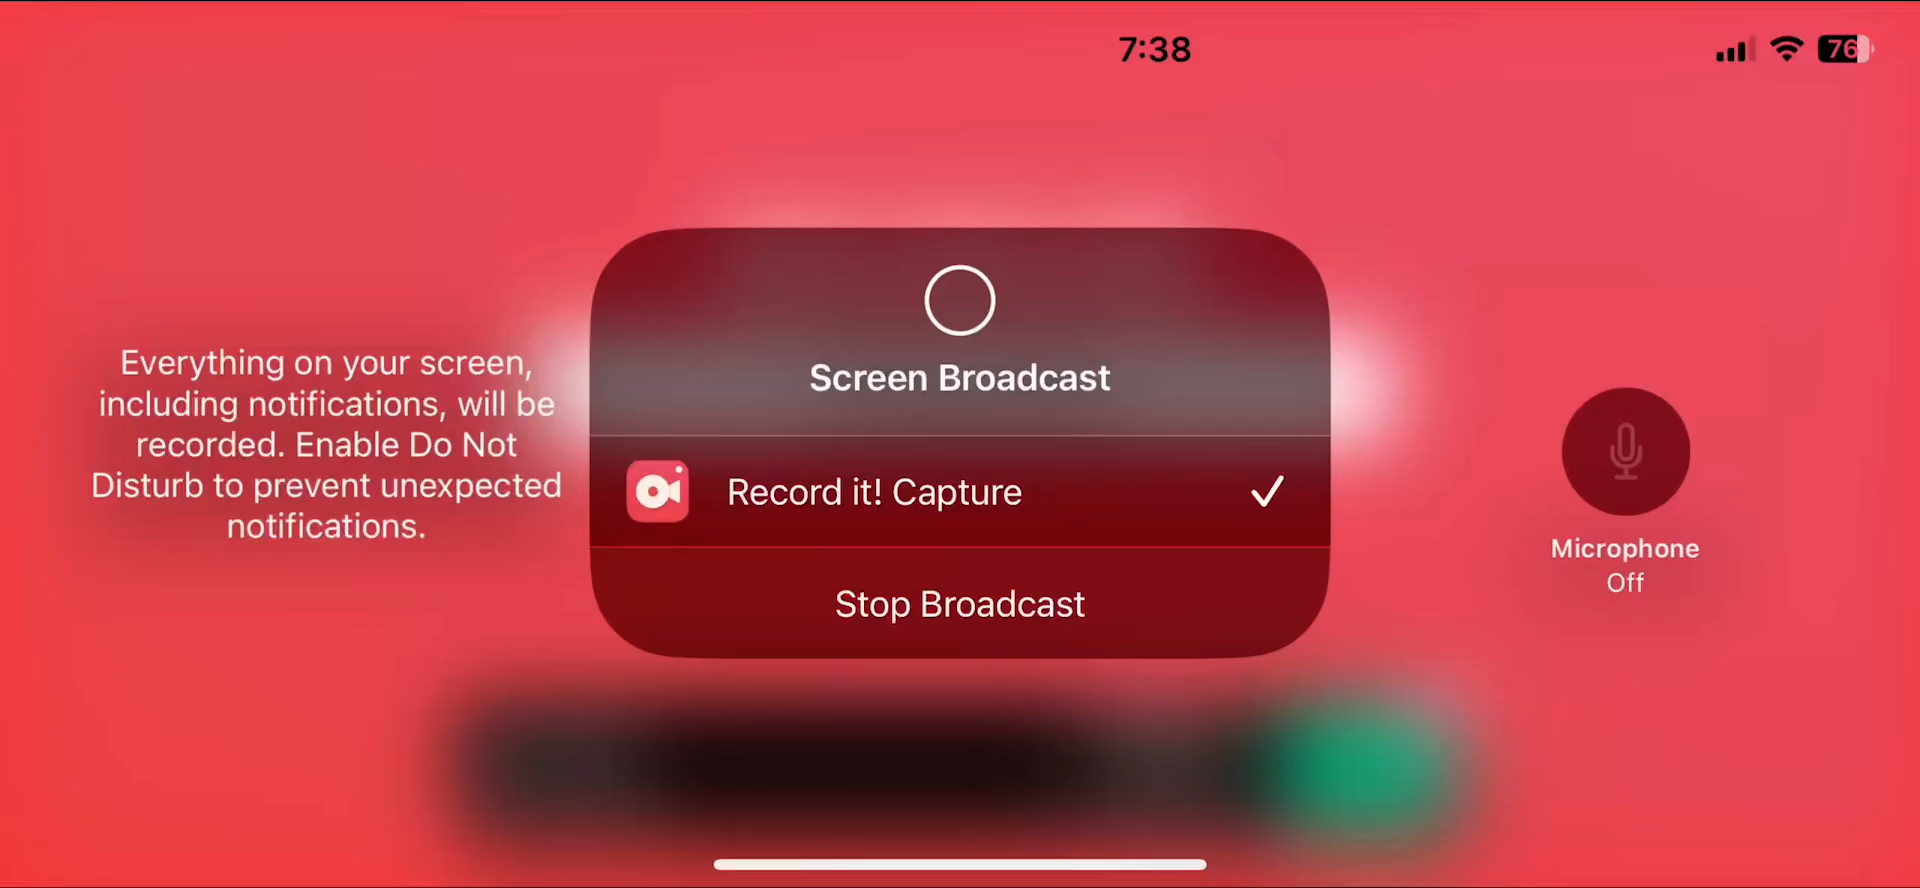 7:38
76
Everything on your screen,
including notifications, will be
recorded. Enable Do Not
Disturb to prevent unexpected
notifications.
Screen Broadcast
Record it! Capture
Stop Broadcast
Microphone
Off